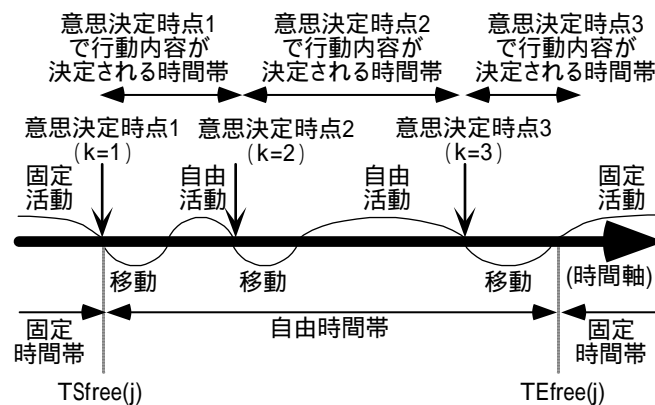 意思決定時点1
で行動内容が
決定される時間帯
意思決定時点2
で行動内容が
決定される時間帯
意思決定時点3
で行動内容が
決定される時間帯
意思決定時点1
(k=1)
意思決定時点2
(k=2)
意思決定時点3
(k=3)
固定
活動
自由
活動
自由
活動
固定
活動
移動
移動
移動
(時間軸)
固定
時間帯
自由時間帯
固定
時間帯
TSfree(j)
TEfree(j)